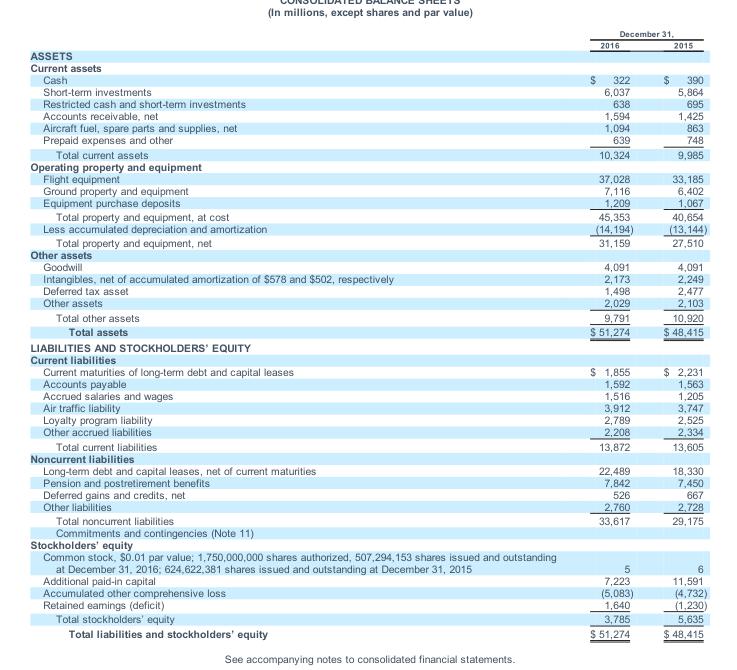 CONSOLIDATED BALANCE SHEETS
(In millions, except shares and par value)
December 31,
2016 2015
ASSETS
Current assets
Cash $ 322 $ 390
Short-term investments 6,037 5,864
Restricted cash and short-term investments 638 695
Accounts receivable, net 1,594 1,425
Aircraft fuel, spare parts and supplies, net 1,094 863
Prepaid expenses and other 639 748
Total current assets 10,324 9,985
Operating property and equipment
Flight equipment 37,028 33,185
Ground property and equipment 7,116 6,402
Equipment purchase deposits 1,209 1,067
Total property and equipment, at cost 45,353 40,654
Less accumulated depreciation and amortization (14,194) (13,144)
Total property and equipment, net 31,159 27,510
Other assets
Goodwill 4,091 4,091
Intangibles, net of accumulated amortization of $578 and $502, respectively 2,173 2,249
Deferred tax asset 1,498 2,477
Other assets 2,029 2,103
Total other assets 9,791 10,920
Total assets $ 51,274 $ 48,415
LIABILITIES AND STOCKHOLDERS' EQUITY
Current liabilities
Current maturities of long-term debt and capital leases $ 1,855 $ 2,231
Accounts payable 1,592 1,563
Accrued salaries and wages 1,516 1,205
Air traffic liability 3,912 3,747
Loyalty program liability 2,789 2,525
Other accrued liabilities 2,208 2,334
Total current liabilities 13,872 13,605
Noncurrent liabilities
Long-term debt and capital leases, net of current maturities 22,489 18,330
Pension and postretirement benefits 7,842 7,450
Deferred gains and credits, net 526 667
Other liabilities 2,760 2,728
Total noncurrent liabilities 33,617 29,175
Commitments and contingencies (Note 11)
Stockholders' equity
Common stock, $0.01 par value; 1,750,000,000 shares authorized, 507,294,153 shares issued and outstanding
at December 31, 2016; 624,622,381 shares issued and outstanding at December 31, 2015 5 6
Additional paid-in capital 7,223 11,591
Accumulated other comprehensive loss (5,083) (4,732)
Retained earnings (deficit) 1,640 (1,230)
Total stockholders' equity 3,785 5,635
Total liabilities and stockholders' equity $ 51,274 $ 48,415
See accompanying notes to consolidated financial statements.